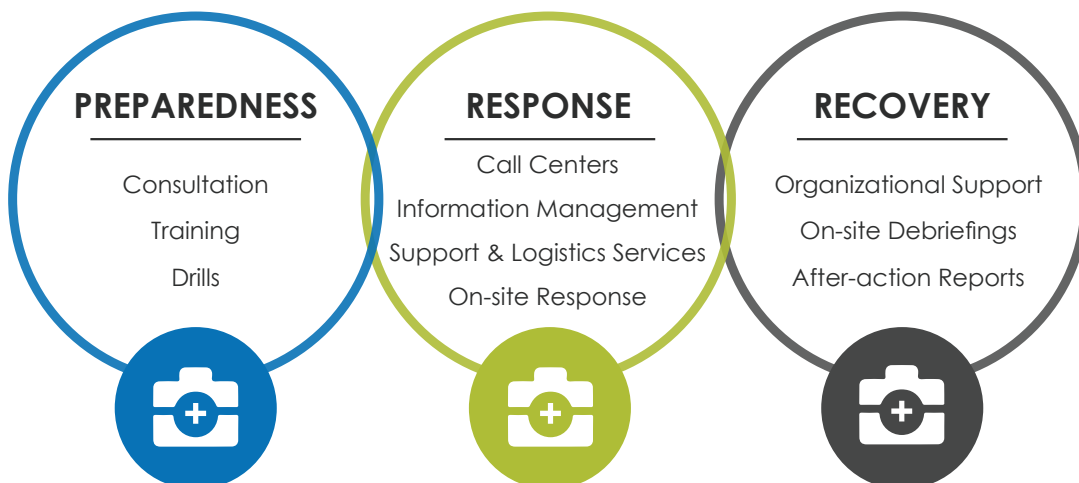 PREPAREDNESS
Consultation
Training
Drills
RESPONSE
Call Centers
Information Management
Support & Logistics Services
On-site Response
RECOVERY
Organizational Support
On-site Debriefings
After-action Reports